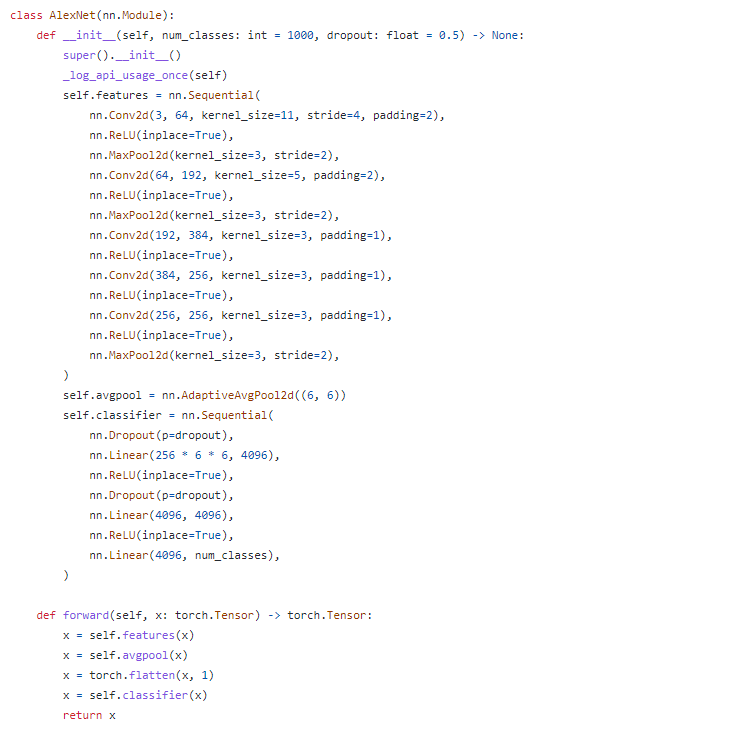 class AlexNet(nn.Module):
    def __init__(self, num_classes: int = 1000, dropout: float = 0.5) -> None:
        super().__init__()
        _log_api_usage_once(self)
        self.features = nn.Sequential(
            nn.Conv2d(3, 64, kernel_size=11, stride=4, padding=2),
            nn.ReLU(inplace=True),
            nn.MaxPool2d(kernel_size=3, stride=2),
            nn.Conv2d(64, 192, kernel_size=5, padding=2),
            nn.ReLU(inplace=True),
            nn.MaxPool2d(kernel_size=3, stride=2),
            nn.Conv2d(192, 384, kernel_size=3, padding=1),
            nn.ReLU(inplace=True),
            nn.Conv2d(384, 256, kernel_size=3, padding=1),
            nn.ReLU(inplace=True),
            nn.Conv2d(256, 256, kernel_size=3, padding=1),
            nn.ReLU(inplace=True),
            nn.MaxPool2d(kernel_size=3, stride=2),
        )
        self.avgpool = nn.AdaptiveAvgPool2d((6, 6))
        self.classifier = nn.Sequential(
            nn.Dropout(p=dropout),
            nn.Linear(256 * 6 * 6, 4096),
            nn.ReLU(inplace=True),
            nn.Dropout(p=dropout),
            nn.Linear(4096, 4096),
            nn.ReLU(inplace=True),
            nn.Linear(4096, num_classes),
        )

    def forward(self, x: torch.Tensor) -> torch.Tensor:
        x = self.features(x)
        x = self.avgpool(x)
        x = torch.flatten(x, 1)
        x = self.classifier(x)
        return x